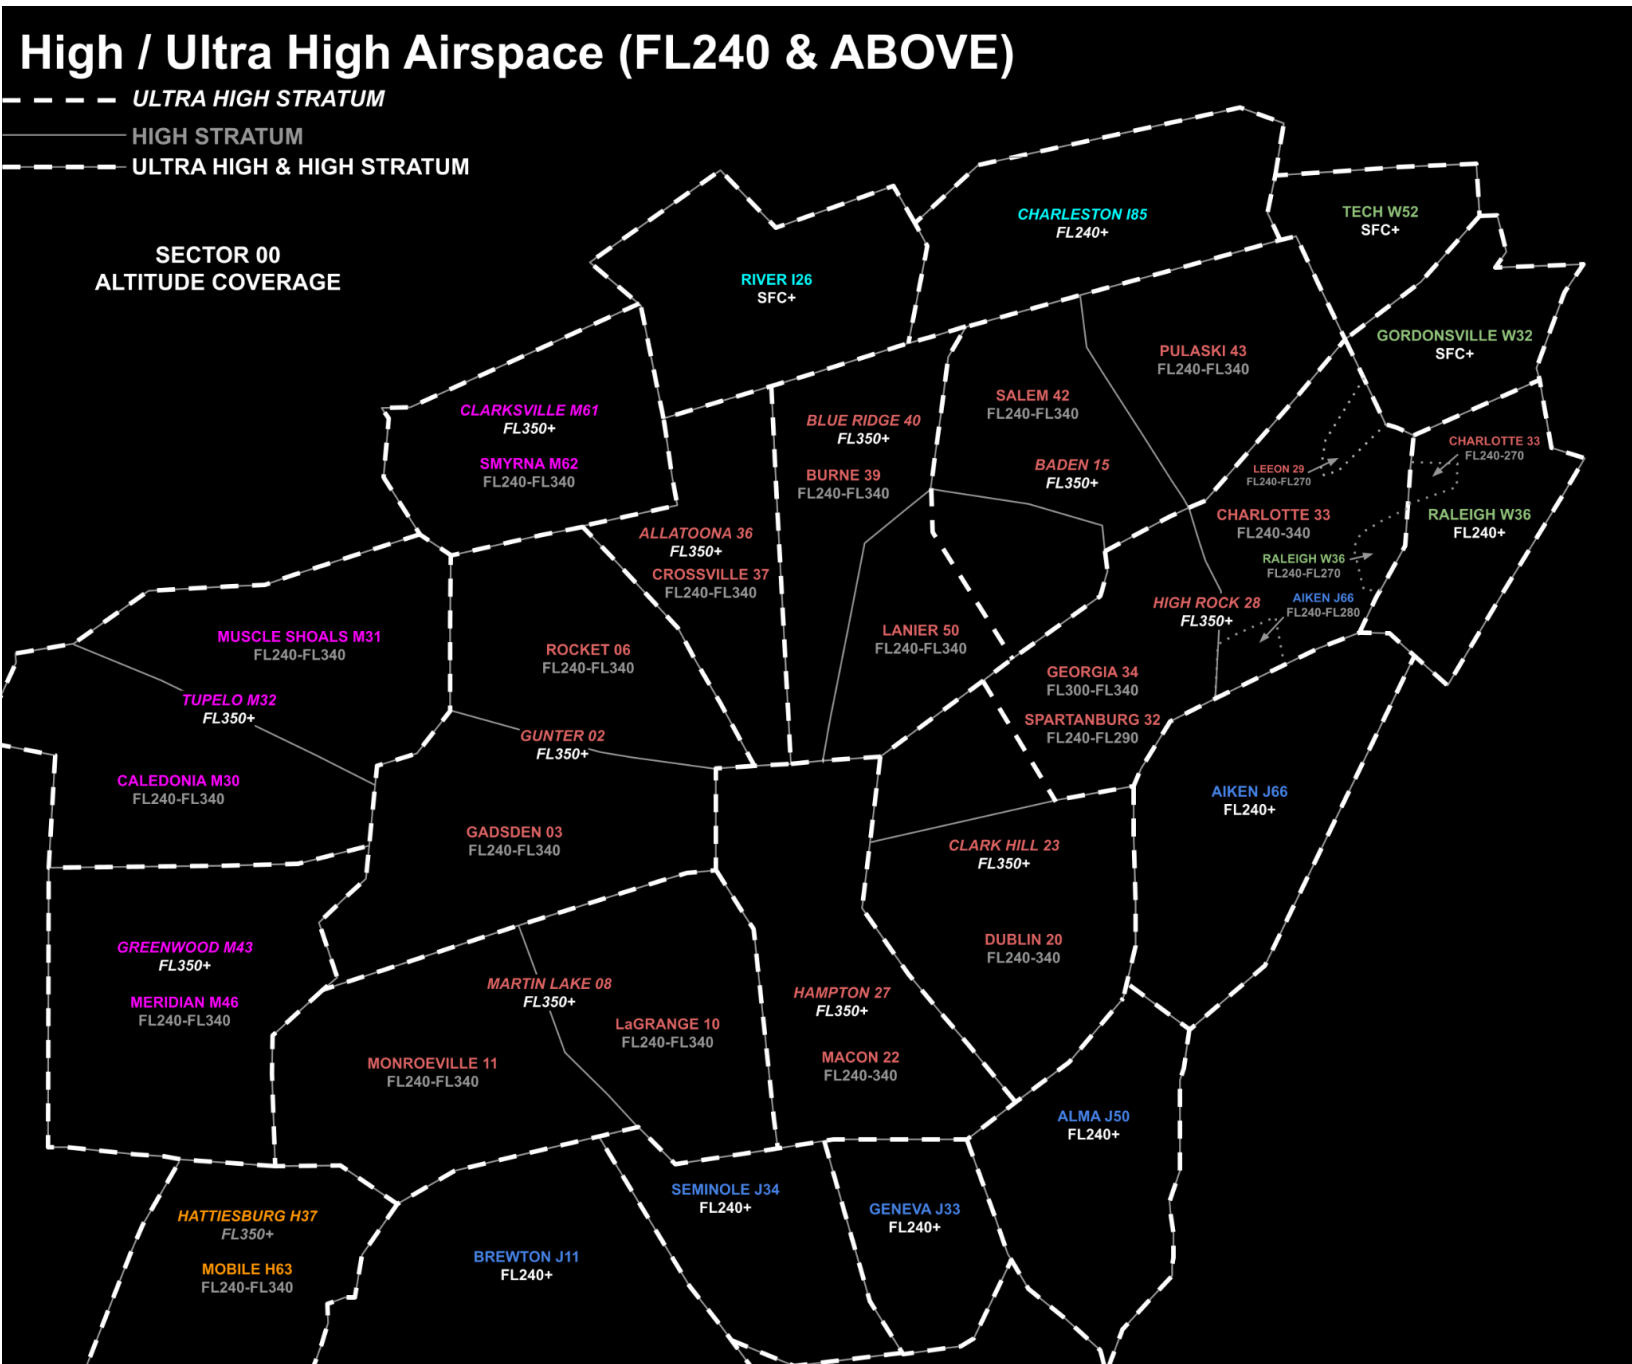 High / Ultra High Airspace (FL240 & ABOVE)
ULTRA HIGH STRATUM
HIGH STRATUM
ULTRA HIGH & HIGH STRATUM
SECTOR 00
ALTITUDE COVERAGE
CHARLESTON I85
FL240+
TECH W52
SFC+
RIVER I26
SFC+
GORDONSVILLE W32
SFC+
PULASKI 43
FL240-FL340
SALEM 42
FL240-FL340
CLARKSVILLE M61
FL350+
BLUE RIDGE 40
FL350+
CHARLOTTE 33
FL240-270
SMYRNA M62
FL240-FL340
BURNE 39
FL240-FL340
BADEN 15
FL350+
LEEON 29
FL240-FL270
CHARLOTTE 33
FL240-340
RALEIGH W36
FL240+
ALLATOONA 36
FL350+
CROSSVILLE 37
FL240-FL340
RALEIGH W36
FL240-FL270
HIGH ROCK 28
FL350+
AIKEN J66
FL240-FL280
MUSCLE SHOALS M31
FL240-FL340
ROCKET 06
FL240-FL340
LANIER 50
FL240-FL340
GEORGIA 34
FL300-FL340
TUPELO M32
FL350+
SPARTANBURG 32
FL240-FL290
GUNTER 02
FL350+
CALEDONIA M30
FL240-FL340
AIKEN J66
FL240+
GADSDEN 03
FL240-FL340
CLARK HILL 23
FL350+
GREENWOOD M43
FL350+
DUBLIN 20
FL240-340
MARTIN LAKE 08
FL350+
HAMPTON 27
FL350+
MERIDIAN M46
FL240-FL340
LaGRANGE 10
FL240-FL340
MONROEVILLE 11
FL240-FL340
MACON 22
FL240-340
ALMA J50
FL240+
SEMINOLE J34
FL240+
GENEVA J33
FL240+
HATTIESBURG H37
FL350+
BREWTON J11
FL240+
MOBILE H63
FL240-FL340